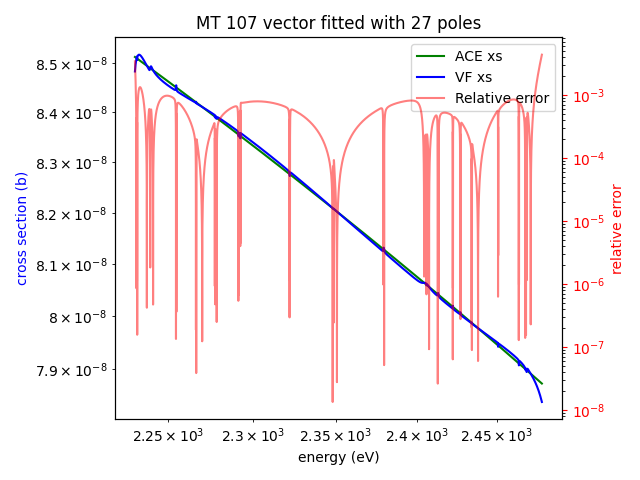 MT 107 vector fitted with 27 poles
ACE xs
VF xs
Relative error
8.5 × 10⁻⁸
8.4 × 10⁻⁸
8.3 × 10⁻⁸
8.2 × 10⁻⁸
8.1 × 10⁻⁸
8 × 10⁻⁸
7.9 × 10⁻⁸
cross section (b)
10⁻³
10⁻⁴
10⁻⁵
10⁻⁶
10⁻⁷
10⁻⁸
relative error
2.25 × 10³ 2.3 × 10³ 2.35 × 10³ 2.4 × 10³ 2.45 × 10³
energy (eV)